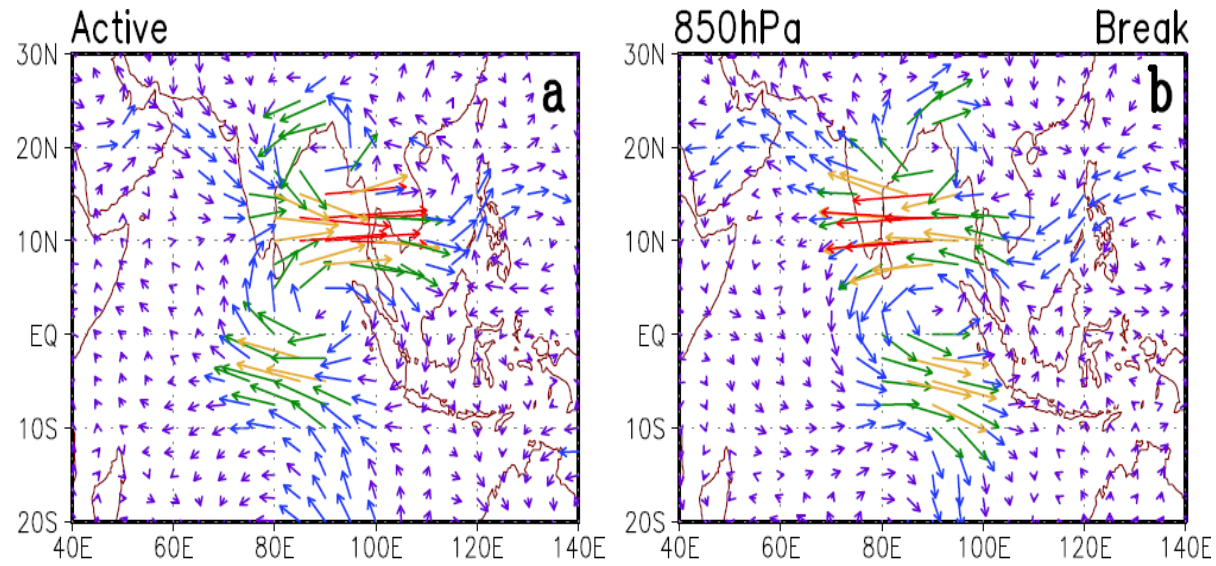 Active 850hPa Break
30N a 30N b
20N 20N
10N 10N
EQ EQ
10S 10S
20S 20S
40E 60E 80E 100E 120E 140E 40E 60E 80E 100E 120E 140E